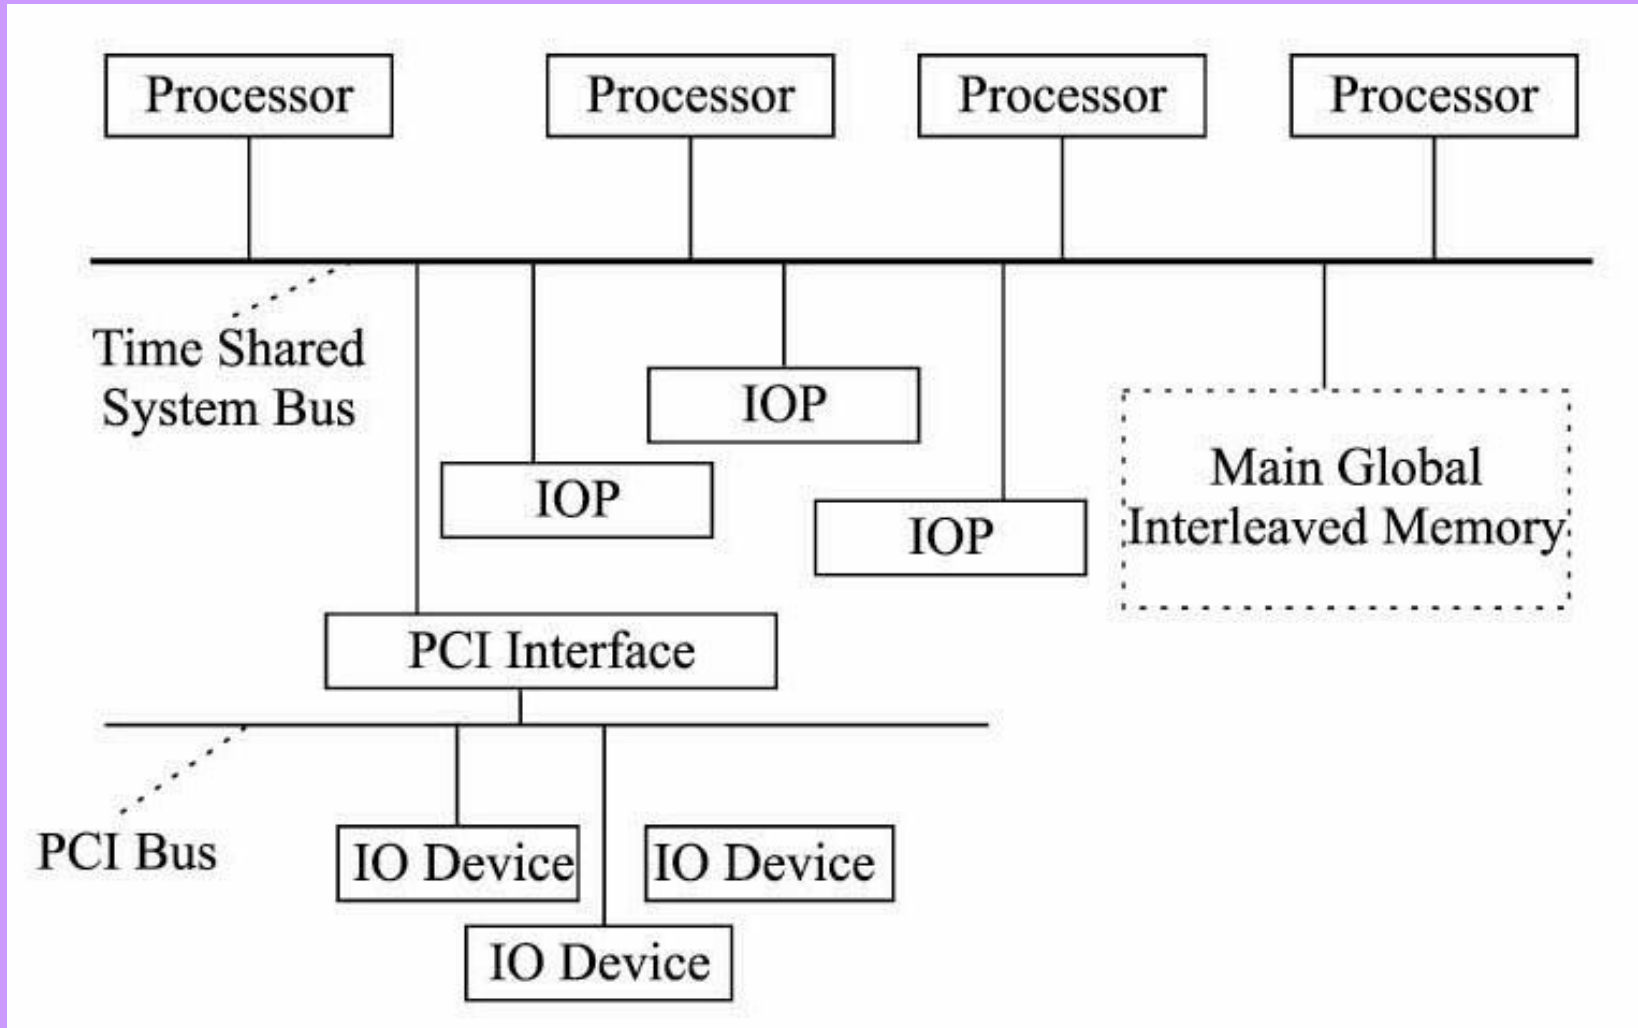 Processor
Processor
Processor
Processor
Time Shared
System Bus
IOP
IOP
IOP
Main Global
Interleaved Memory
PCI Interface
PCI Bus
IO Device
IO Device
IO Device